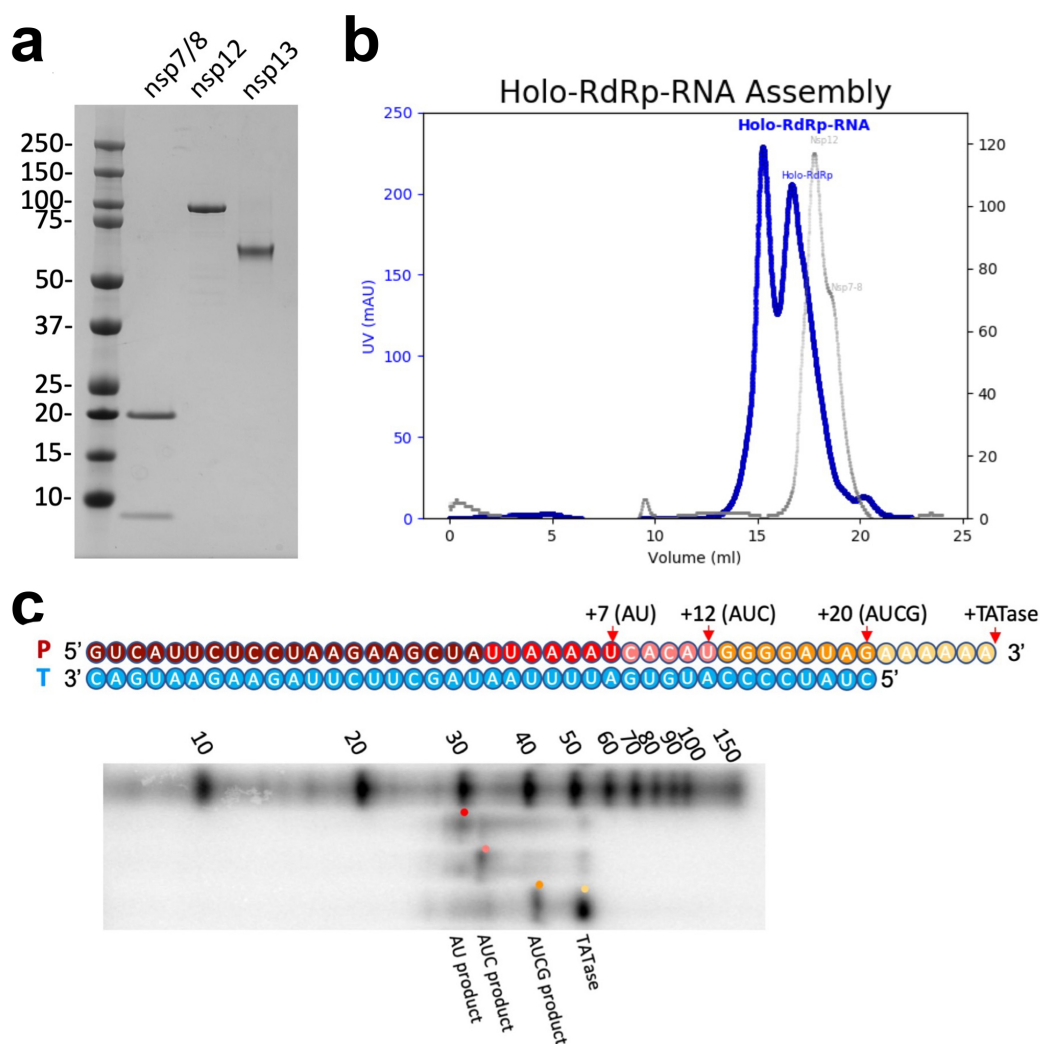 a
nsp7/8
nsp12
nsp13
250-
150-
100-
75-
50-
37-
25-
20-
15-
10-
b
Holo-RdRp-RNA Assembly
UV (mAU)
250
200
150
100
50
0
Holo-RdRp-RNA
Nsp12
Holo-RdRp
Nsp7-8
120
100
80
60
40
20
0
0 5 10 15 20 25
Volume (ml)
c
+7 (AU) +12 (AUC) +20 (AUCG) +TATase
P 5' GUCAUUCUCCUAAGAAGCUAUUAAAAUCACAUGGGGAUAGAAAAAA 3'
T 3' CAGUAAGAAGAUUCUUCGAUAAUUUUAGUGUACCCCUAUC 5'
10 20 30 40 50 60 70 80 90 100 150
AU product
AUC product
AUCG product
TATase